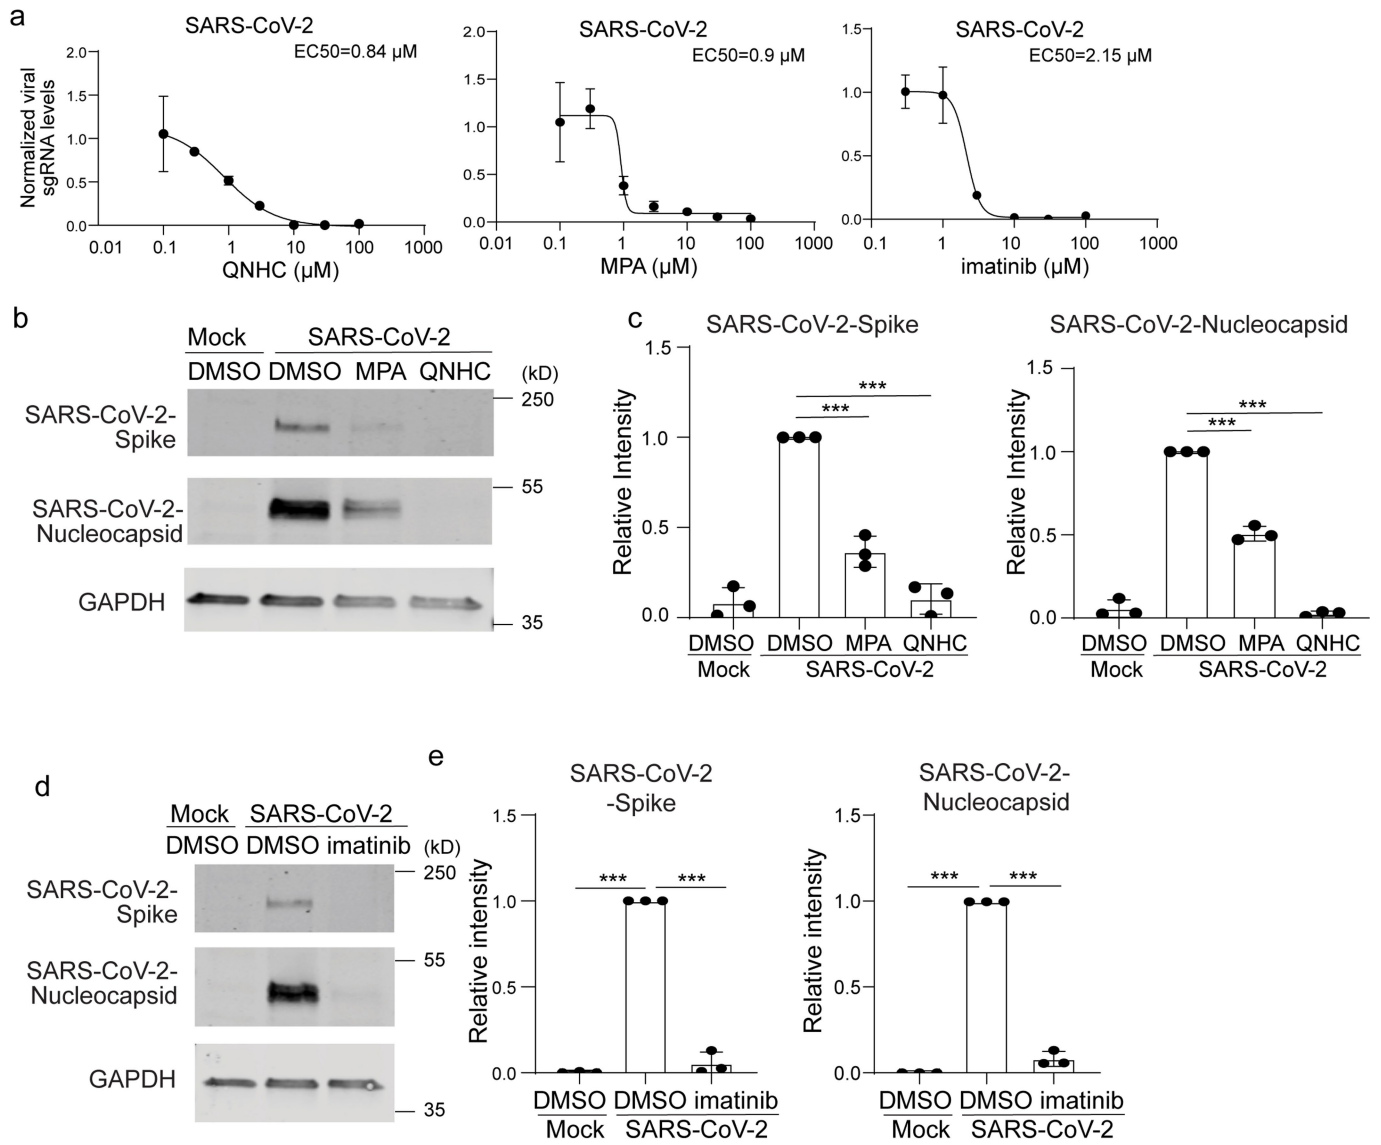 a
SARS-CoV-2
EC50=0.84 µM
Normalized viral
sgRNA levels
2.0
1.5
1.0
0.5
0.0
0.01 0.1 1 10 100 1000
QNHC (µM)
SARS-CoV-2
EC50=0.9 µM
2.0
1.5
1.0
0.5
0.0
0.01 0.1 1 10 100 1000
MPA (µM)
SARS-CoV-2
EC50=2.15 µM
1.5
1.0
0.5
0.0
0.1 1 10 100 1000
imatinib (µM)
b
Mock SARS-CoV-2
DMSO DMSO MPA QNHC (kD)
SARS-CoV-2-
Spike
250
SARS-CoV-2-
Nucleocapsid
55
GAPDH
35
c
SARS-CoV-2-Spike
Relative Intensity
1.5
1.0
0.5
0.0
***
***
DMSO DMSO MPA QNHC
Mock SARS-CoV-2
SARS-CoV-2-Nucleocapsid
Relative Intensity
1.5
1.0
0.5
0.0
***
***
DMSO DMSO MPA QNHC
Mock SARS-CoV-2
d
Mock SARS-CoV-2
DMSO DMSO imatinib (kD)
SARS-CoV-2-
Spike
250
SARS-CoV-2-
Nucleocapsid
55
GAPDH
35
e
SARS-CoV-2
-Spike
Relative intensity
1.5
1.0
0.5
0.0
*** ***
DMSO DMSO imatinib
Mock SARS-CoV-2
SARS-CoV-2-
Nucleocapsid
Relative intensity
1.5
1.0
0.5
0.0
*** ***
DMSO DMSO imatinib
Mock SARS-CoV-2